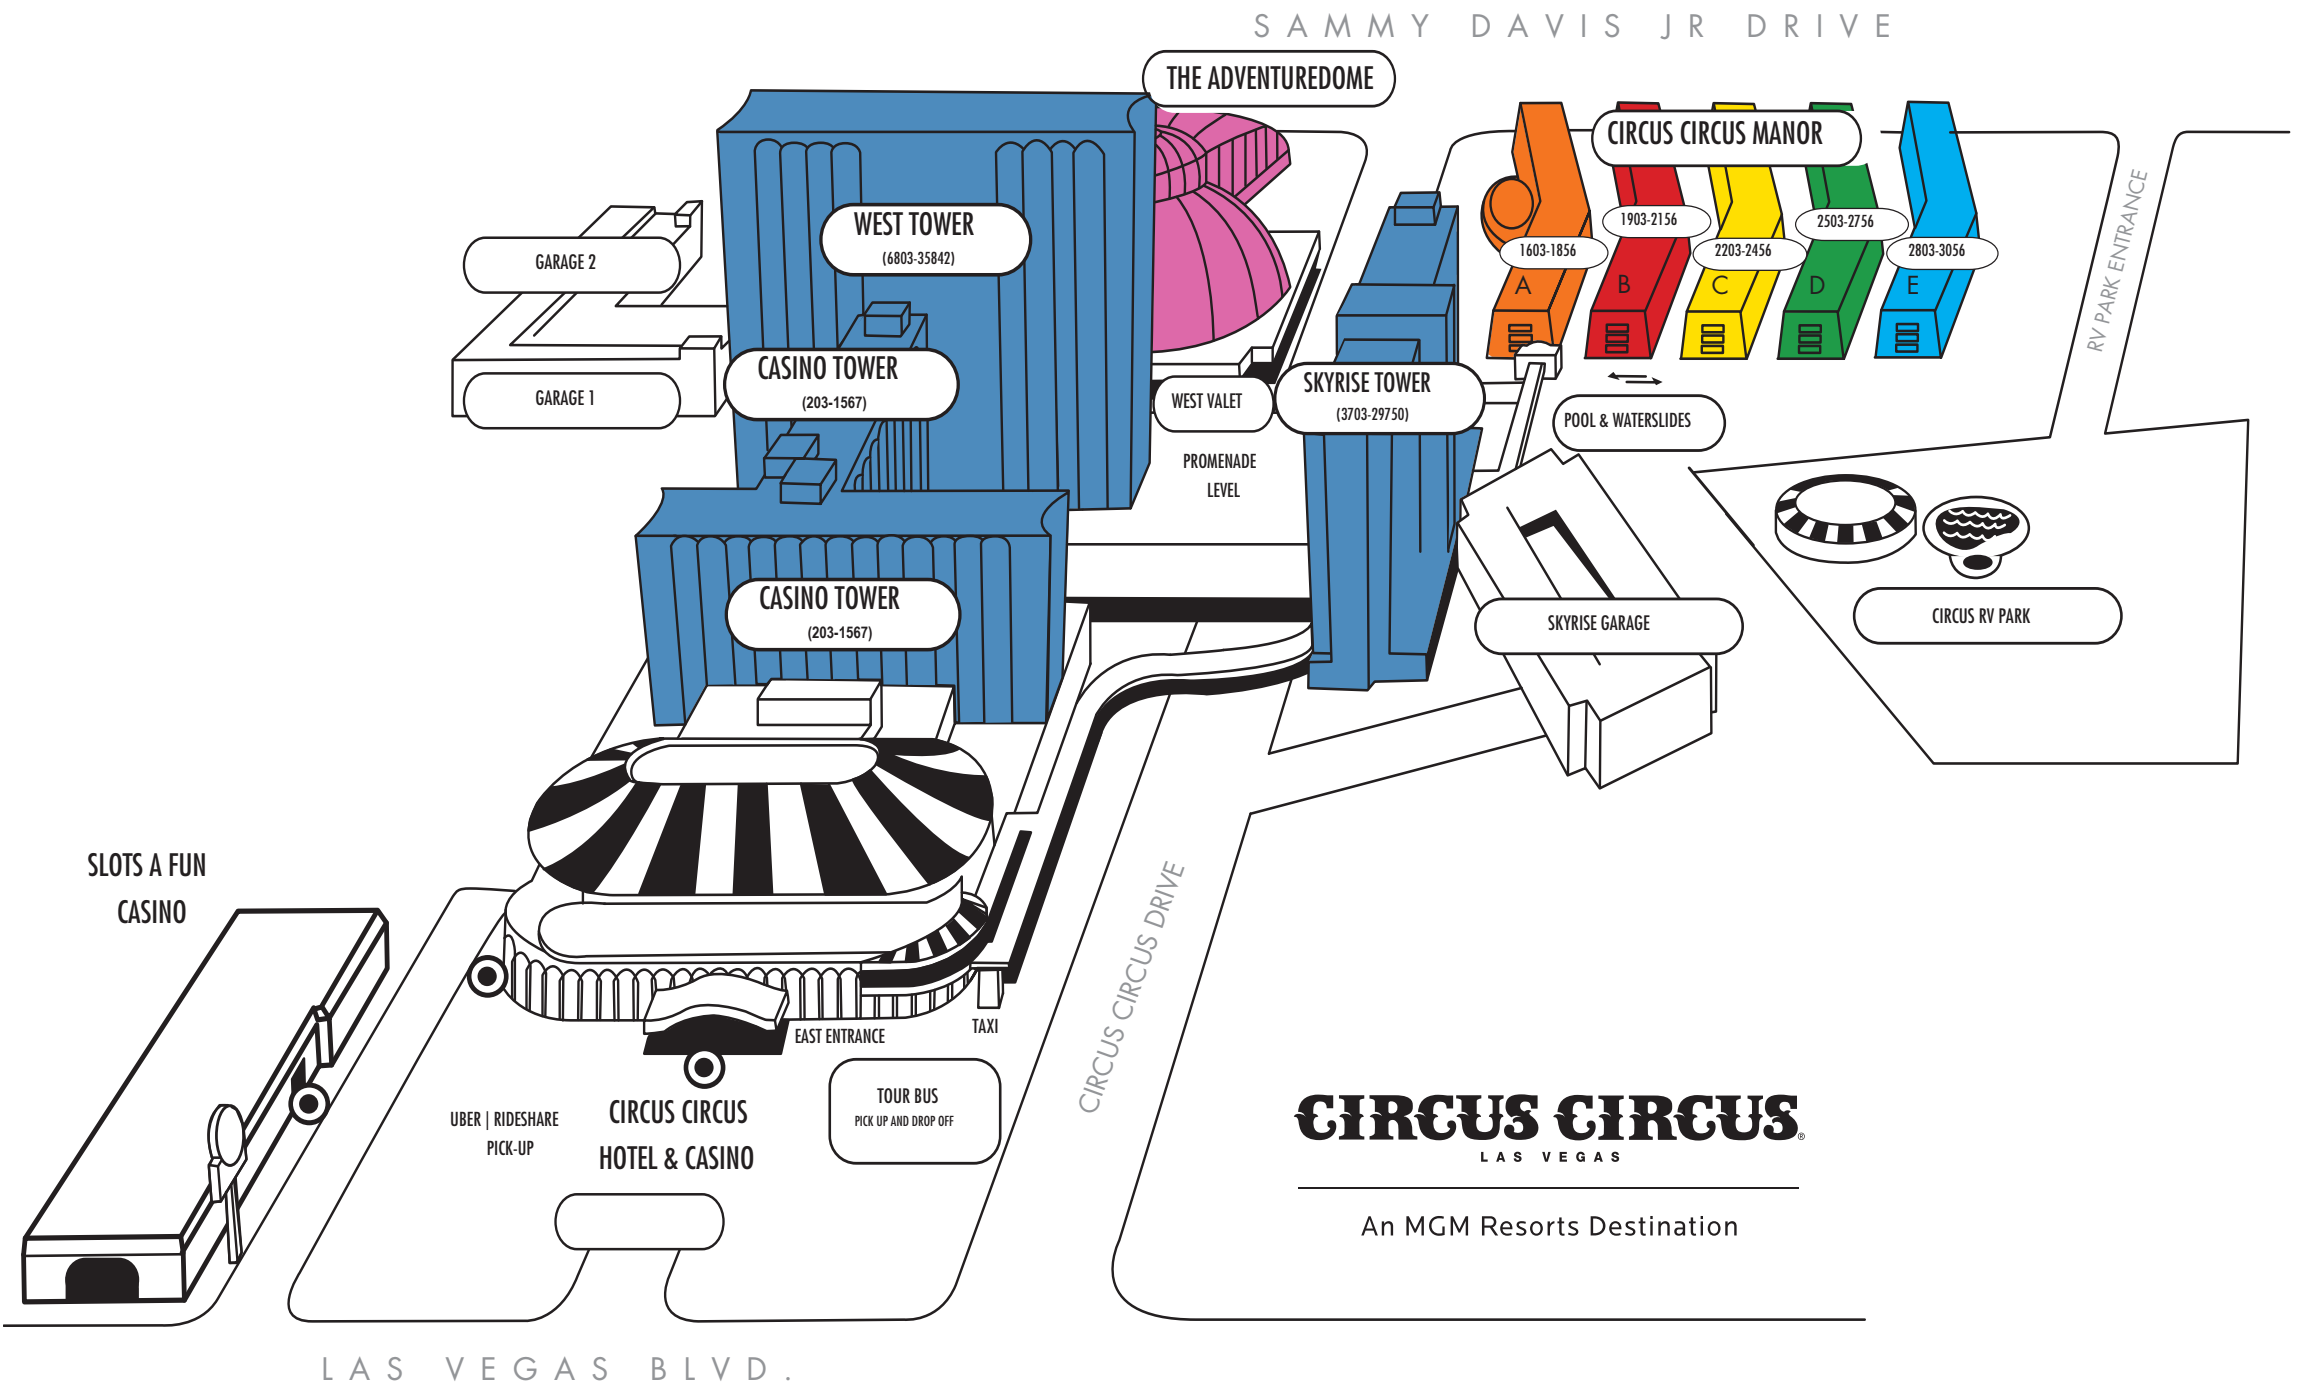 SAMMY DAVIS JR DRIVE
THE ADVENTUREDOME
CIRCUS CIRCUS MANOR
WEST TOWER
(6803-35842)
GARAGE 2
1603-1856
1903-2156
2203-2456
2503-2756
2803-3056
A
B
C
D
E
RV PARK ENTRANCE
CASINO TOWER
(203-1567)
GARAGE 1
WEST VALET
SKYRISE TOWER
(3703-29750)
POOL & WATERSLIDES
PROMENADE
LEVEL
CASINO TOWER
(203-1567)
SKYRISE GARAGE
CIRCUS RV PARK
SLOTS A FUN
CASINO
CIRCUS CIRCUS DRIVE
EAST ENTRANCE
TAXI
TOUR BUS
PICK UP AND DROP OFF
UBER | RIDESHARE
PICK-UP
CIRCUS CIRCUS
HOTEL & CASINO
CIRCUS CIRCUS®
LAS VEGAS
An MGM Resorts Destination
LAS VEGAS BLVD.